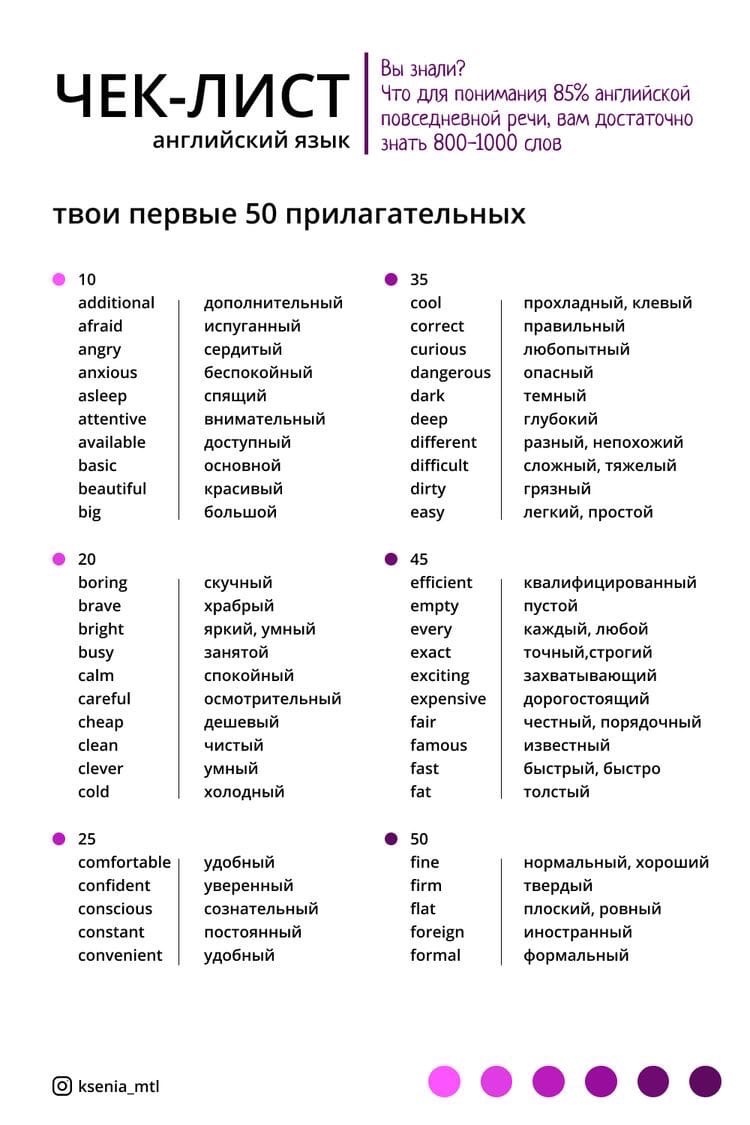 ЧЕК-ЛИСТ
английский язык
Вы знали?
Что для понимания 85% английской
повседневной речи, вам достаточно
знать 800-1000 слов
твои первые 50 прилагательных
10
additional дополнительный
afraid испуганный
angry сердитый
anxious беспокойный
asleep спящий
attentive внимательный
available доступный
basic основной
beautiful красивый
big большой
20
boring скучный
brave храбрый
bright яркий, умный
busy занятой
calm спокойный
careful осмотрительный
cheap дешевый
clean чистый
clever умный
cold холодный
25
comfortable удобный
confident уверенный
conscious сознательный
constant постоянный
convenient удобный
35
cool прохладный, клевый
correct правильный
curious любопытный
dangerous опасный
dark темный
deep глубокий
different разный, непохожий
difficult сложный, тяжелый
dirty грязный
easy легкий, простой
45
efficient квалифицированный
empty пустой
every каждый, любой
exact точный,строгий
exciting захватывающий
expensive дорогостоящий
fair честный, порядочный
famous известный
fast быстрый, быстро
fat толстый
50
fine нормальный, хороший
firm твердый
flat плоский, ровный
foreign иностранный
formal формальный
ksenia_mtl